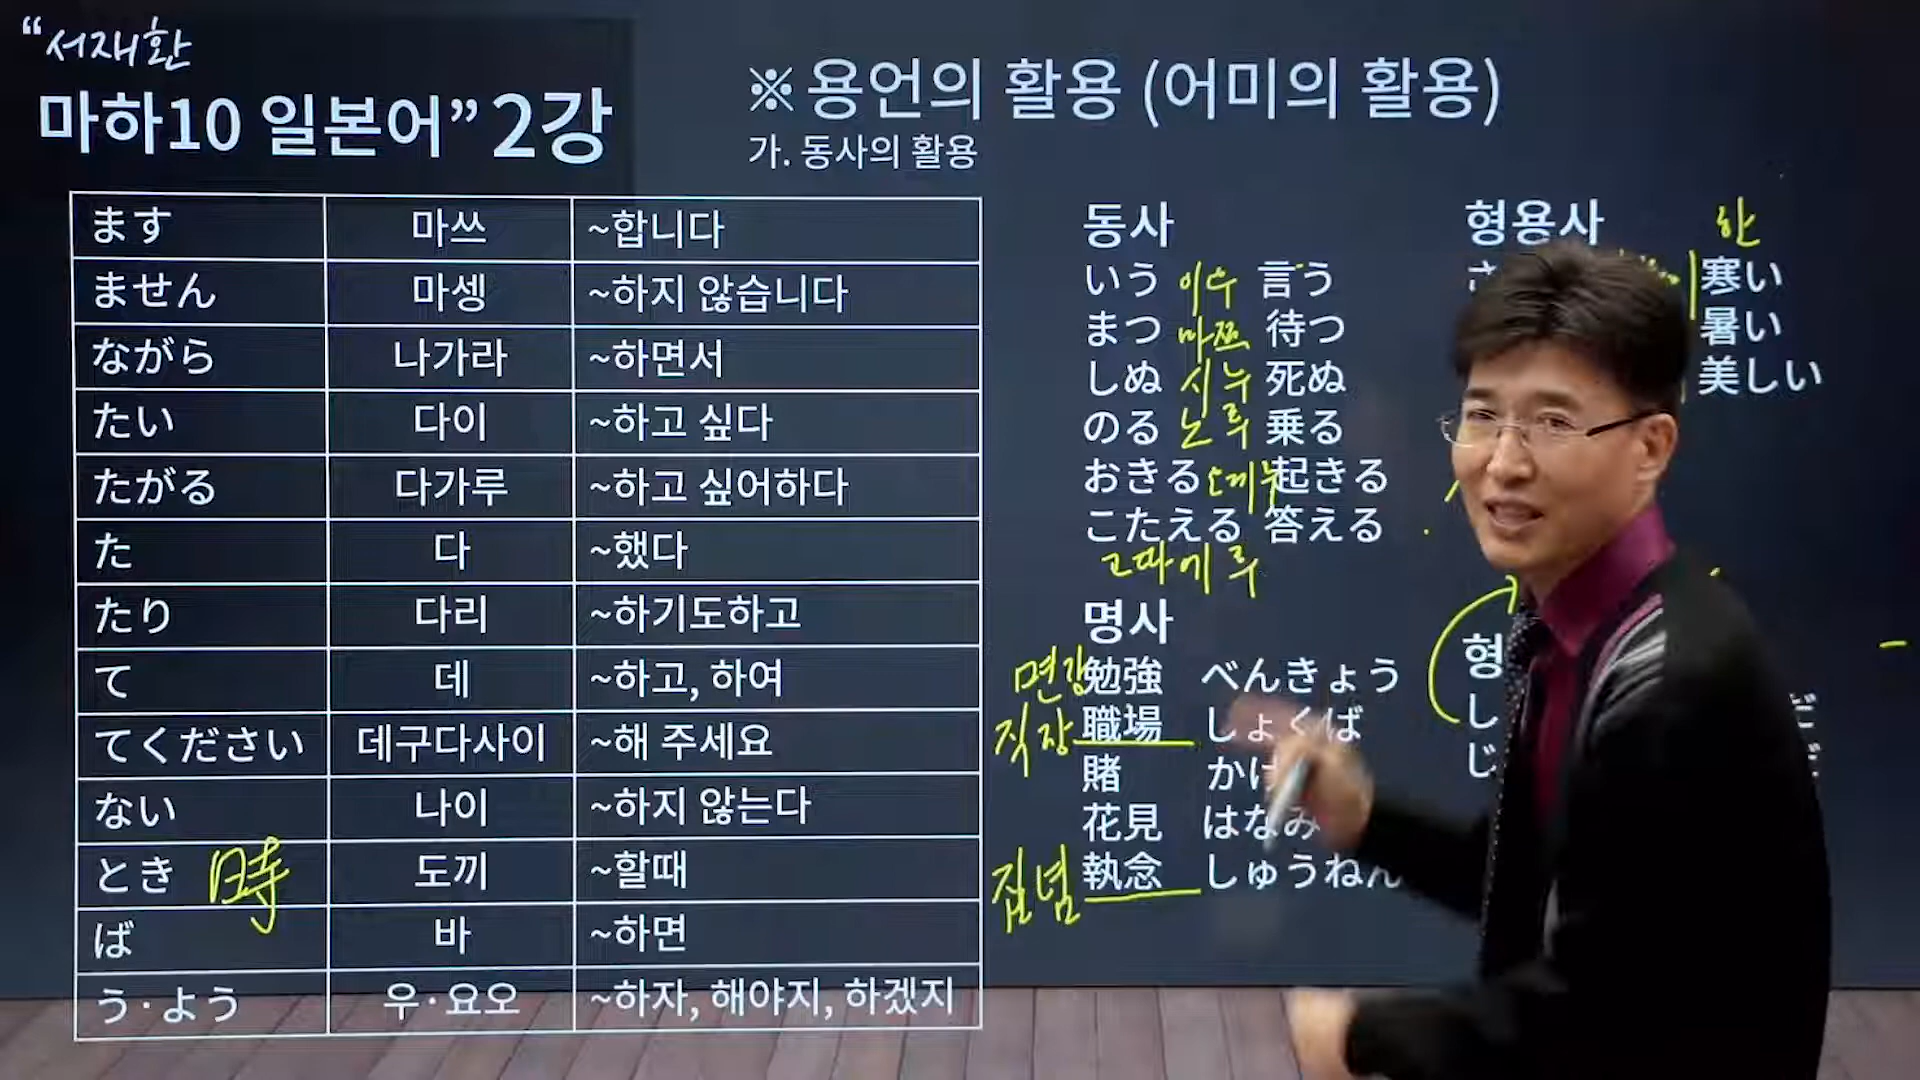 “서재환
마하10 일본어” 2강
※용언의 활용 (어미의 활용)
가. 동사의 활용
ます 마쓰 ~합니다
ません 마셍 ~하지 않습니다
ながら 나가라 ~하면서
たい 다이 ~하고 싶다
たがる 다가루 ~하고 싶어하다
た 다 ~했다
たり 다리 ~하기도하고
て 데 ~하고, 하여
てください 데구다사이 ~해 주세요
ない 나이 ~하지 않는다
とき 時 도끼 ~할때
ば 바 ~하면
う·よう 우·요오 ~하자, 해야지, 하겠지
동사
いう 이우 言う
まつ 마쯔 待つ
しぬ 시누 死ぬ
のる 노루 乗る
おきる 오끼루 起きる
こたえる 答える
고따에루
명사
면강 勉強 べんきょう
직장 職場 しょくば
賭 かけ
花見 はなみ
집념 執念 しゅうねん
형용사 한
さ 寒い
暑い
美しい
형
し
じ